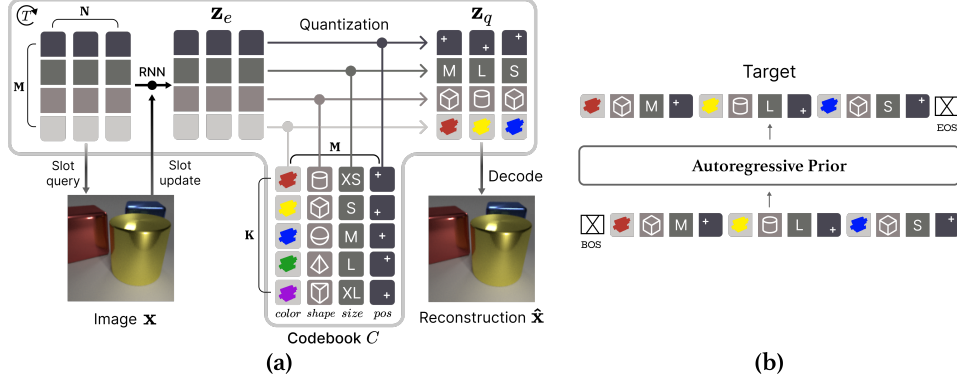 T
N
𝐳ₑ
Quantization
𝐳_q
M
RNN
M L S
Slot query
Slot update
M
Decode
K
XS
S
M
L
XL
color shape size pos
Image 𝐱
Codebook C
Reconstruction 𝐱̂
(a)
Target
M L S
EOS
Autoregressive Prior
BOS
M L S
(b)